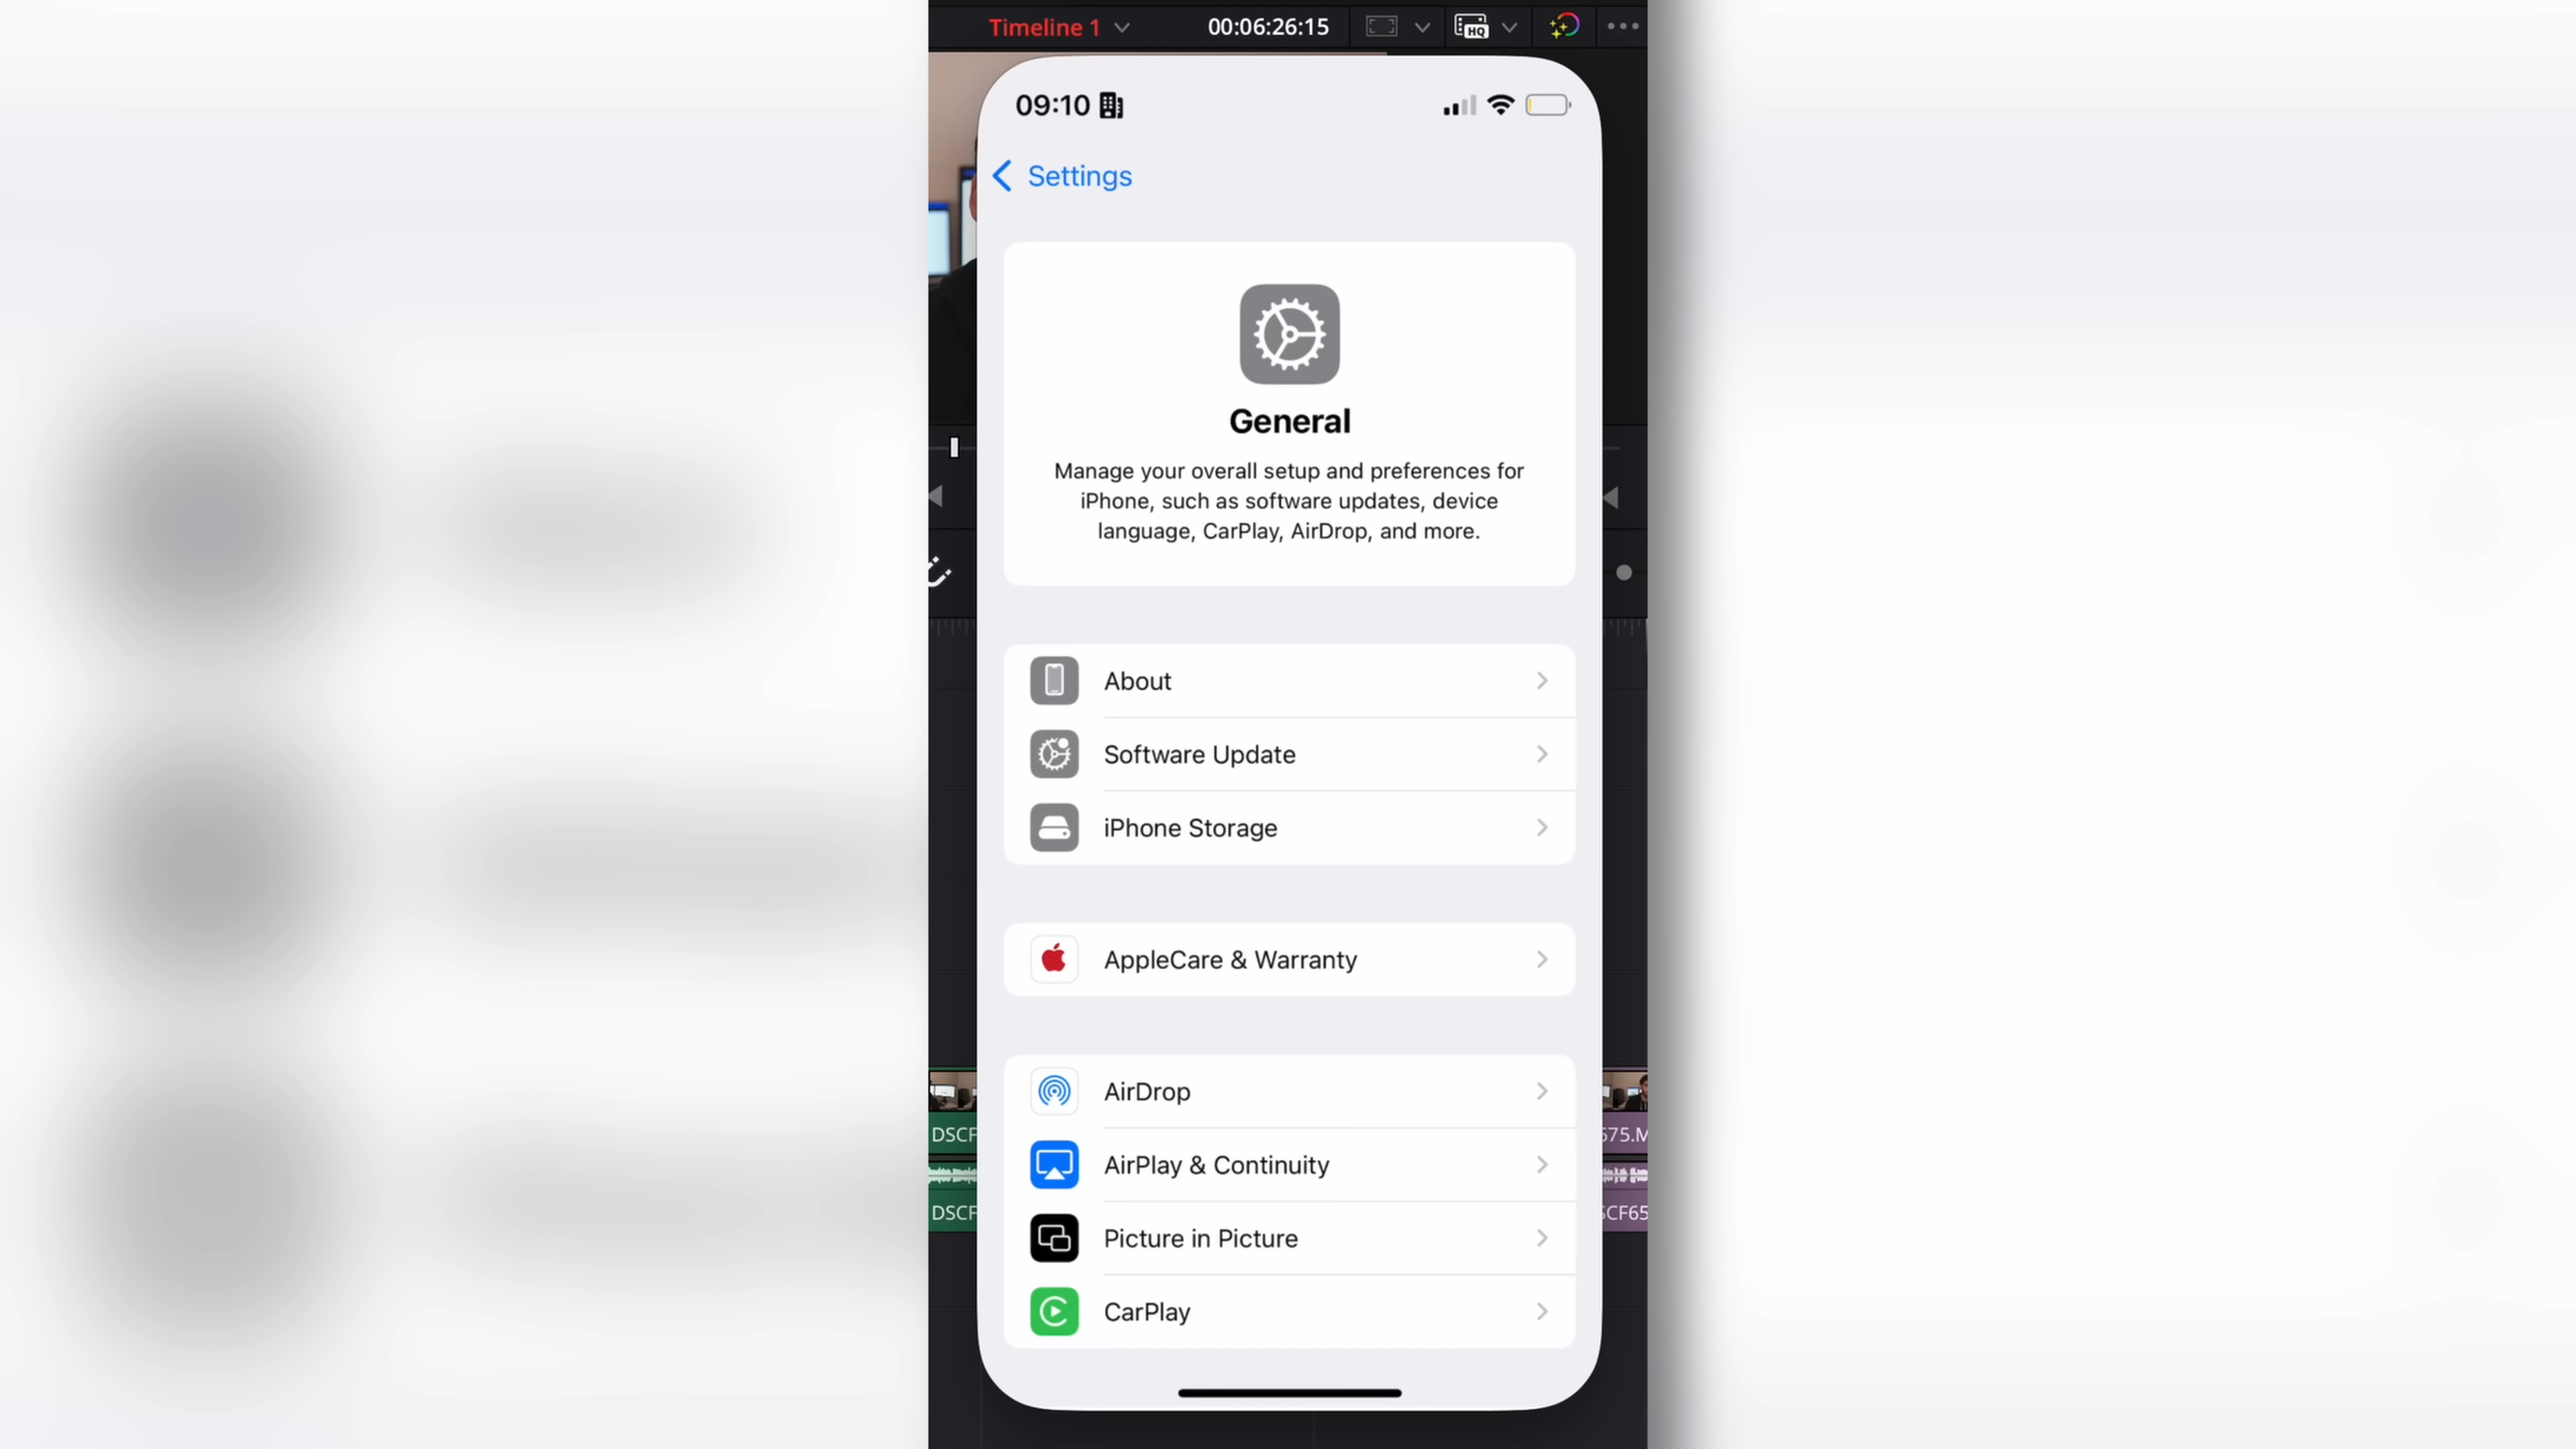 Timeline 1
00:06:26:15
HQ
09:10
Settings
General
Manage your overall setup and preferences for
iPhone, such as software updates, device
language, CarPlay, AirDrop, and more.
About
Software Update
iPhone Storage
AppleCare & Warranty
AirDrop
AirPlay & Continuity
Picture in Picture
CarPlay
DSCF
575.M
DSCF
SCF65